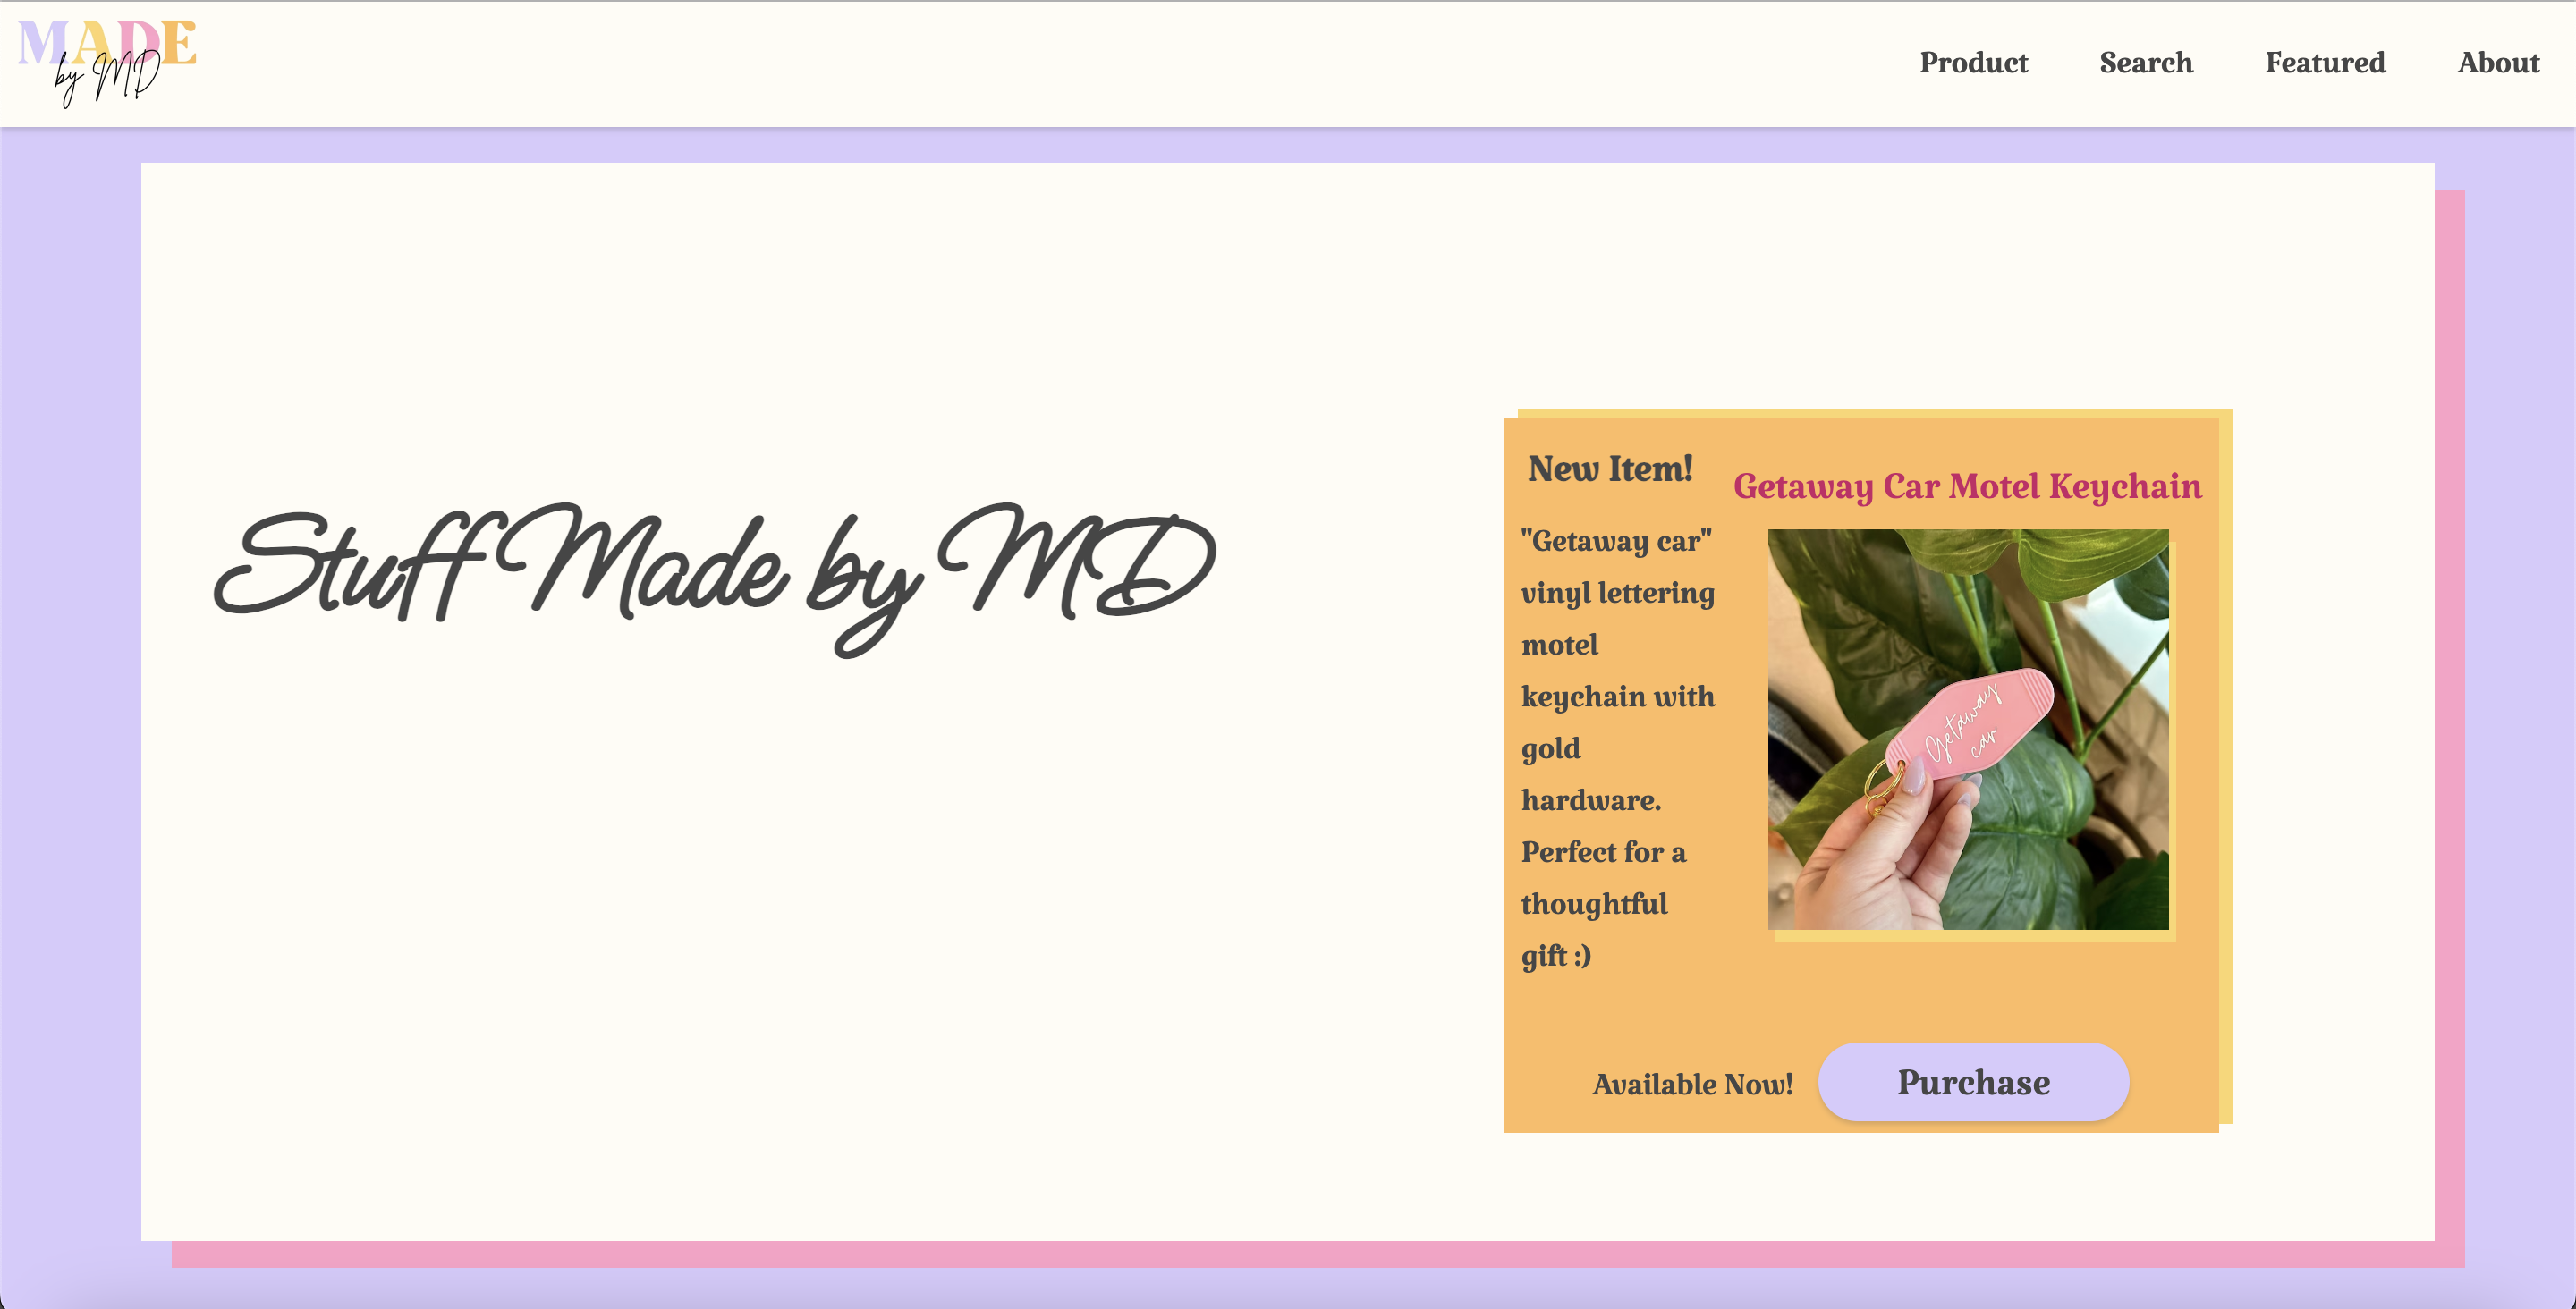 MADE
by MD
Product Search Featured About
Stuff Made by MD
New Item!
Getaway Car Motel Keychain
"Getaway car"
vinyl lettering
motel
keychain with
gold
hardware.
Perfect for a
thoughtful
gift :)
Getaway
car
Available Now!
Purchase